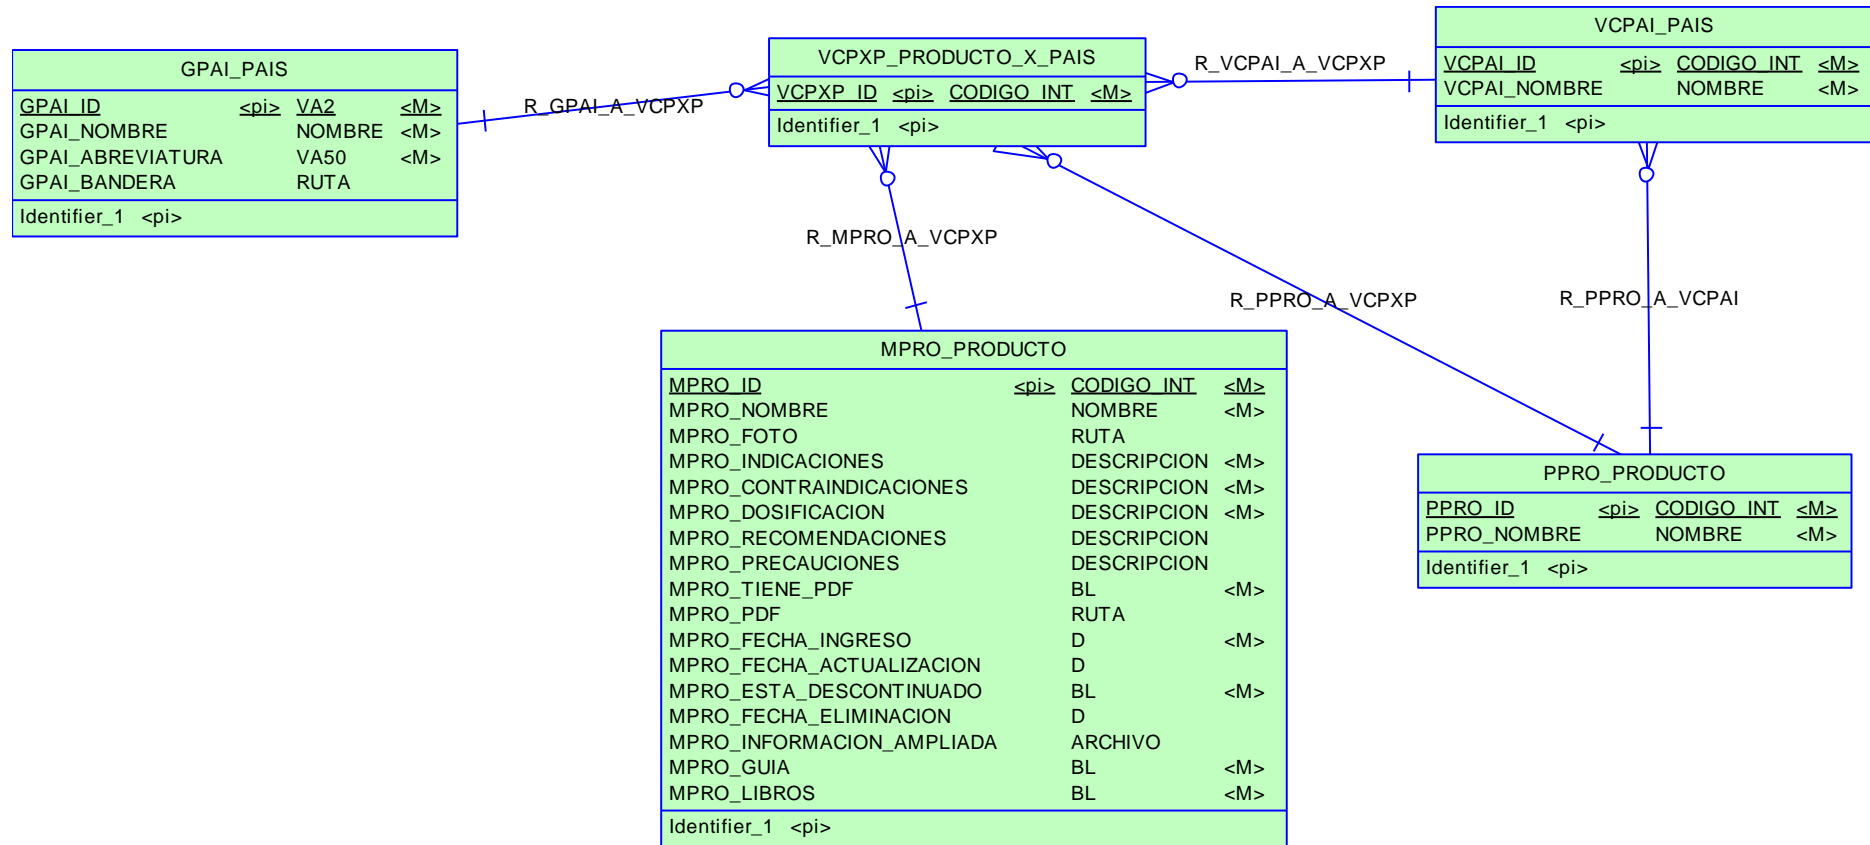 GPAI_PAIS
GPAI_ID <pi> VA2 <M>
GPAI_NOMBRE NOMBRE <M>
GPAI_ABREVIATURA VA50 <M>
GPAI_BANDERA RUTA
Identifier_1 <pi>
R_GPAI_A_VCPXP
VCPXP_PRODUCTO_X_PAIS
VCPXP_ID <pi> CODIGO_INT <M>
Identifier_1 <pi>
R_VCPAI_A_VCPXP
VCPAI_PAIS
VCPAI_ID <pi> CODIGO_INT <M>
VCPAI_NOMBRE NOMBRE <M>
Identifier_1 <pi>
R_MPRO_A_VCPXP
R_PPRO_A_VCPXP
R_PPRO_A_VCPAI
MPRO_PRODUCTO
MPRO_ID <pi> CODIGO_INT <M>
MPRO_NOMBRE NOMBRE <M>
MPRO_FOTO RUTA
MPRO_INDICACIONES DESCRIPCION <M>
MPRO_CONTRAINDICACIONES DESCRIPCION <M>
MPRO_DOSIFICACION DESCRIPCION <M>
MPRO_RECOMENDACIONES DESCRIPCION
MPRO_PRECAUCIONES DESCRIPCION
MPRO_TIENE_PDF BL <M>
MPRO_PDF RUTA
MPRO_FECHA_INGRESO D <M>
MPRO_FECHA_ACTUALIZACION D
MPRO_ESTA_DESCONTINUADO BL <M>
MPRO_FECHA_ELIMINACION D
MPRO_INFORMACION_AMPLIADA ARCHIVO
MPRO_GUIA BL <M>
MPRO_LIBROS BL <M>
Identifier_1 <pi>
PPRO_PRODUCTO
PPRO_ID <pi> CODIGO_INT <M>
PPRO_NOMBRE NOMBRE <M>
Identifier_1 <pi>